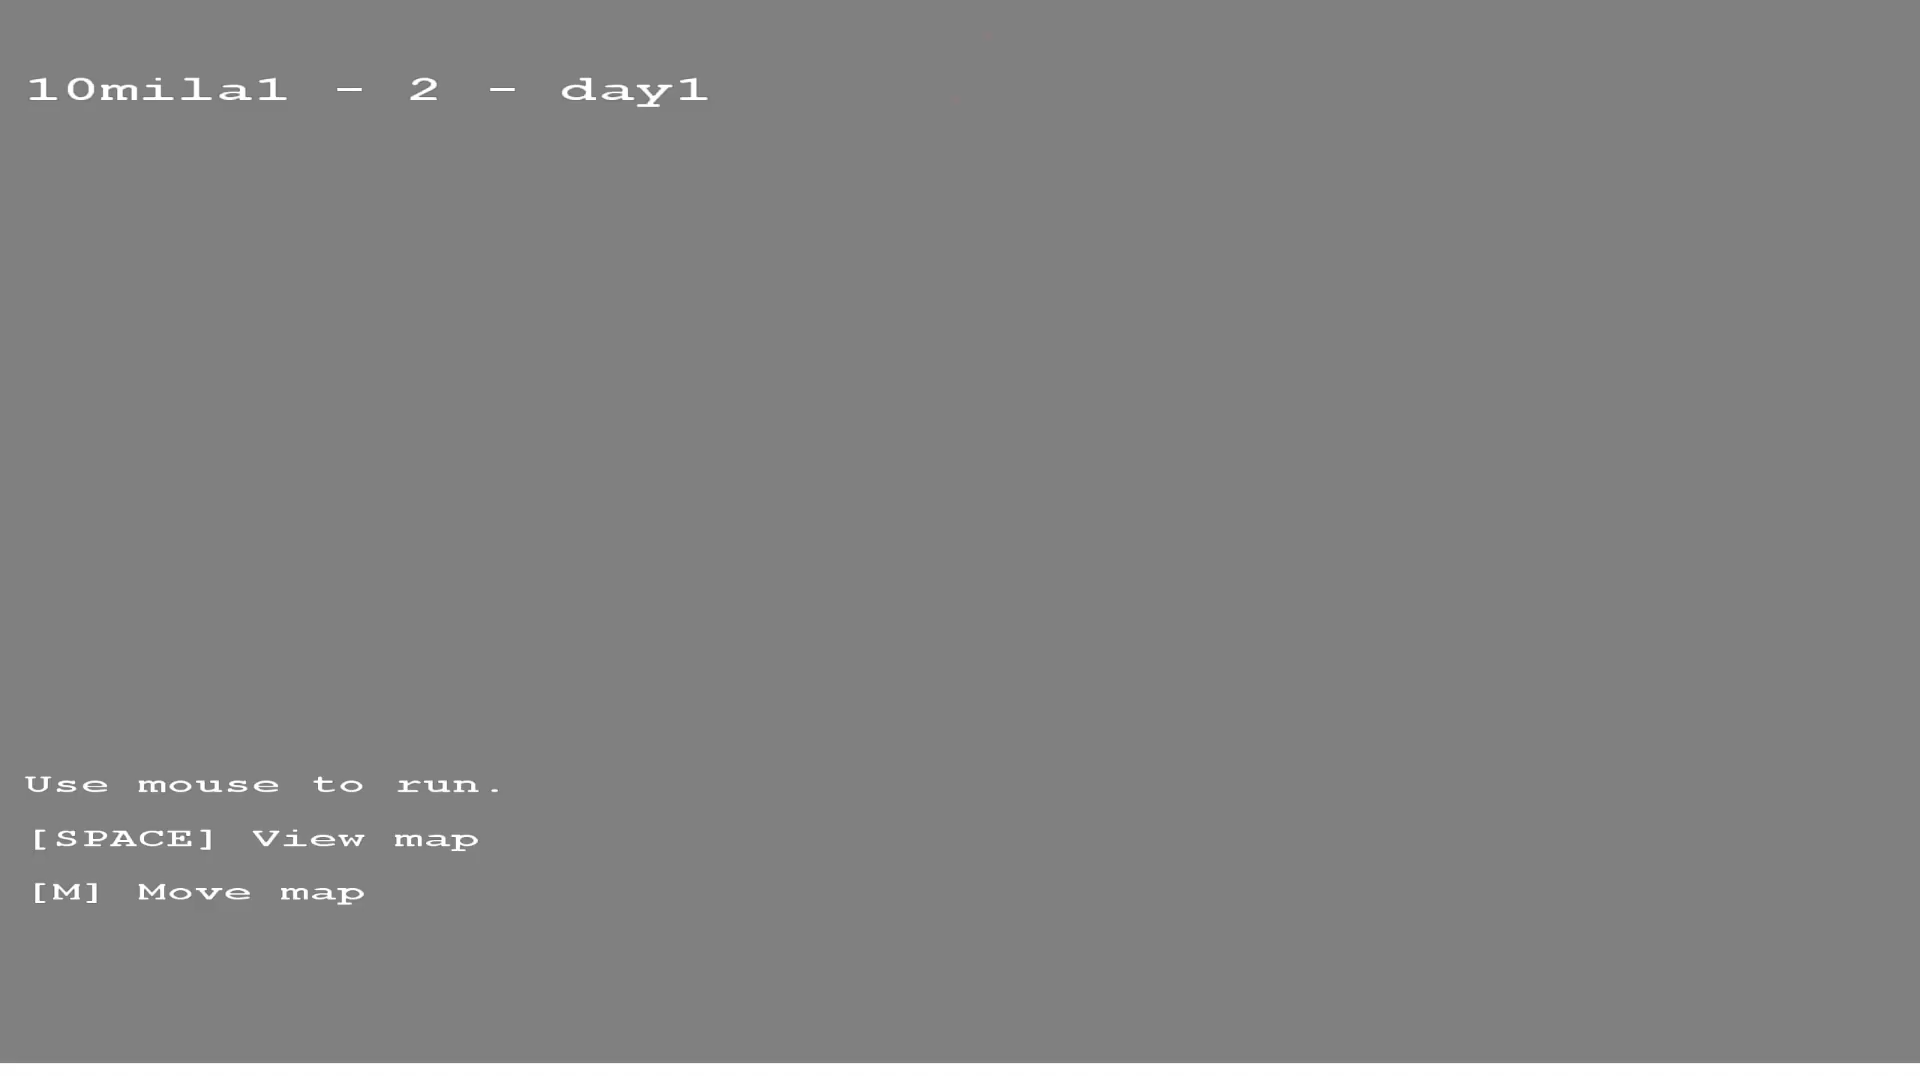 10mila1 - 2 - day1
Use mouse to run.
[SPACE] View map
[M] Move map